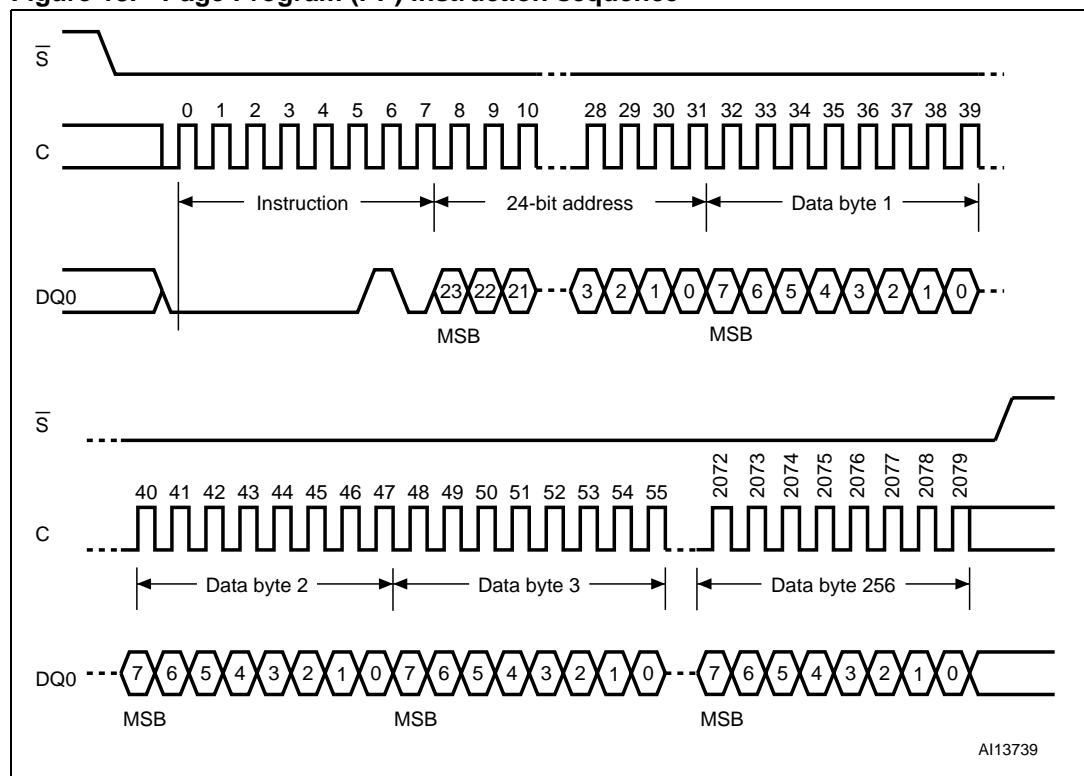 Figure Page Program (PP) instruction sequence
S
0 1 2 3 4 5 6 7 8 9 10 28 29 30 31 32 33 34 35 36 37 38 39
C
Instruction 24-bit address Data byte 1
DQ0 23 22 21 3 2 1 0 7 6 5 4 3 2 1 0
MSB MSB
S
40 41 42 43 44 45 46 47 48 49 50 51 52 53 54 55 2072 2073 2074 2075 2076 2077 2078 2079
C
Data byte 2 Data byte 3 Data byte 256
DQ0 7 6 5 4 3 2 1 0 7 6 5 4 3 2 1 0 7 6 5 4 3 2 1 0
MSB MSB MSB
AI13739